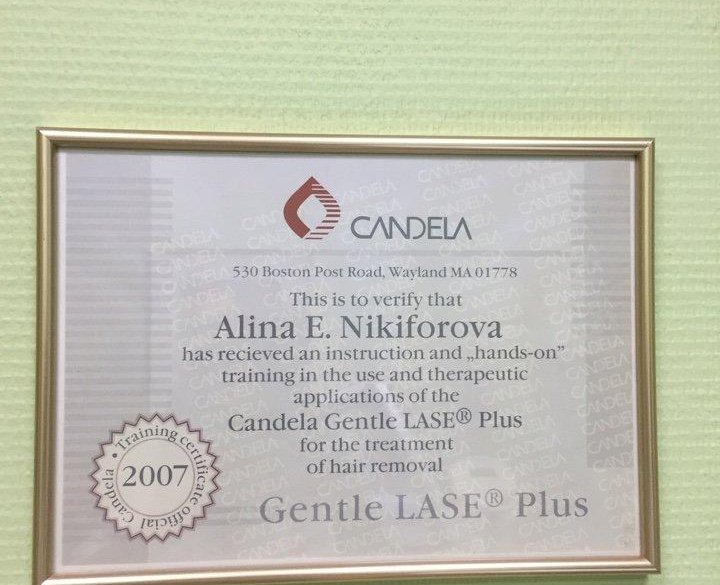 CANDELA
530 Boston Post Road, Wayland MA 01778
This is to verify that
Alina E. Nikiforova
has recieved an instruction and „hands-on”
training in the use and therapeutic
applications of the
Candela Gentle LASE® Plus
for the treatment
of hair removal
Gentle LASE® Plus
• Training certificate official Candela
2007